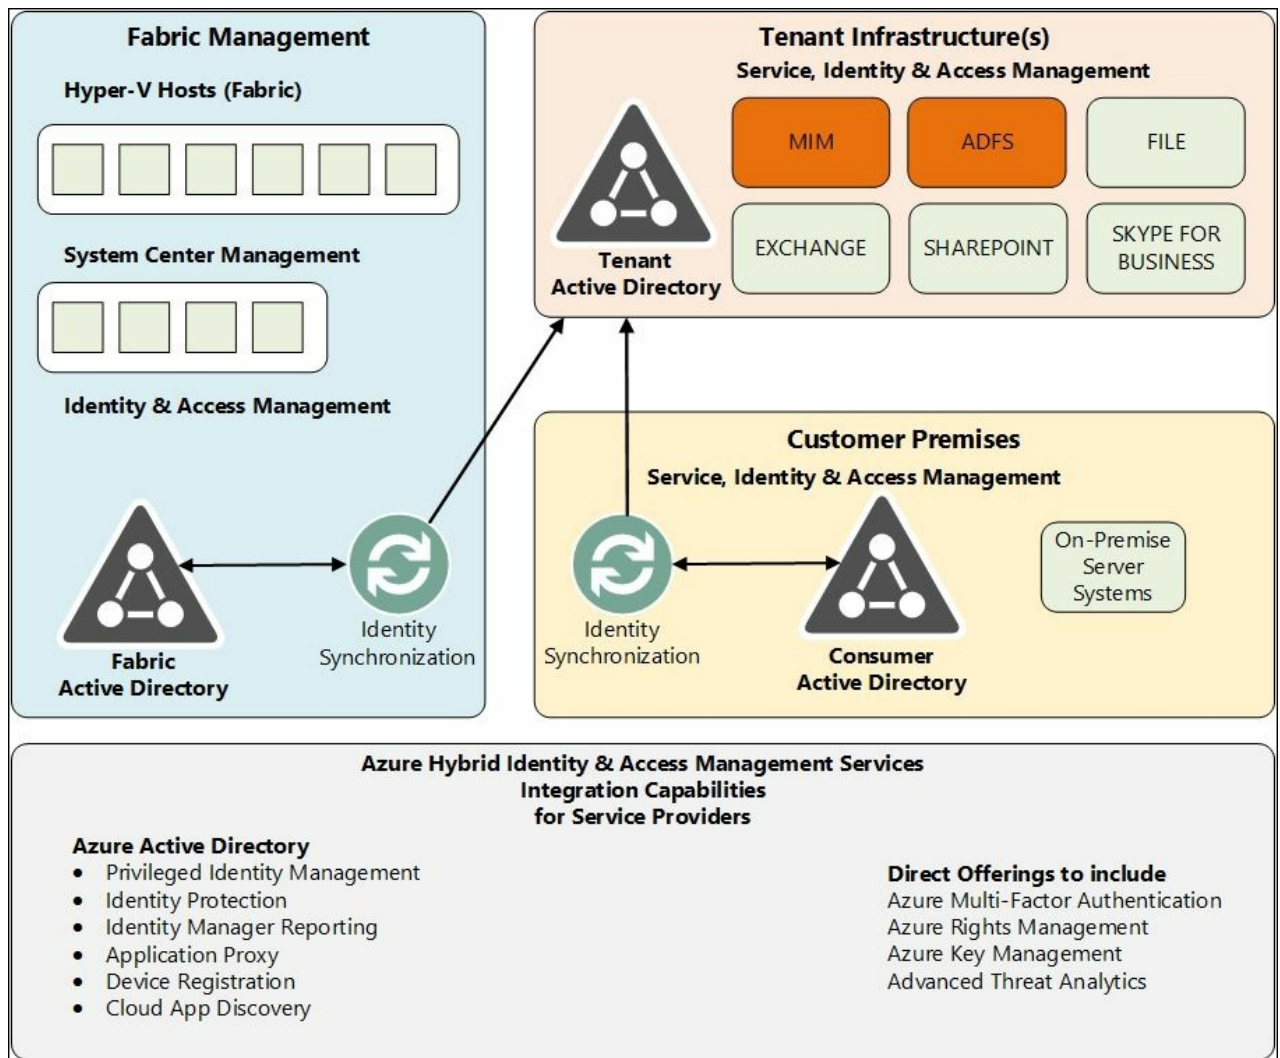 Fabric Management
Hyper-V Hosts (Fabric)
System Center Management
Identity & Access Management
Fabric
Active Directory
Identity
Synchronization
Tenant Infrastructure(s)
Service, Identity & Access Management
Tenant
Active Directory
MIM
ADFS
FILE
EXCHANGE
SHAREPOINT
SKYPE FOR
BUSINESS
Customer Premises
Service, Identity & Access Management
Identity
Synchronization
Consumer
Active Directory
On-Premise
Server
Systems
Azure Hybrid Identity & Access Management Services
Integration Capabilities
for Service Providers
Azure Active Directory
• Privileged Identity Management
• Identity Protection
• Identity Manager Reporting
• Application Proxy
• Device Registration
• Cloud App Discovery
Direct Offerings to include
Azure Multi-Factor Authentication
Azure Rights Management
Azure Key Management
Advanced Threat Analytics